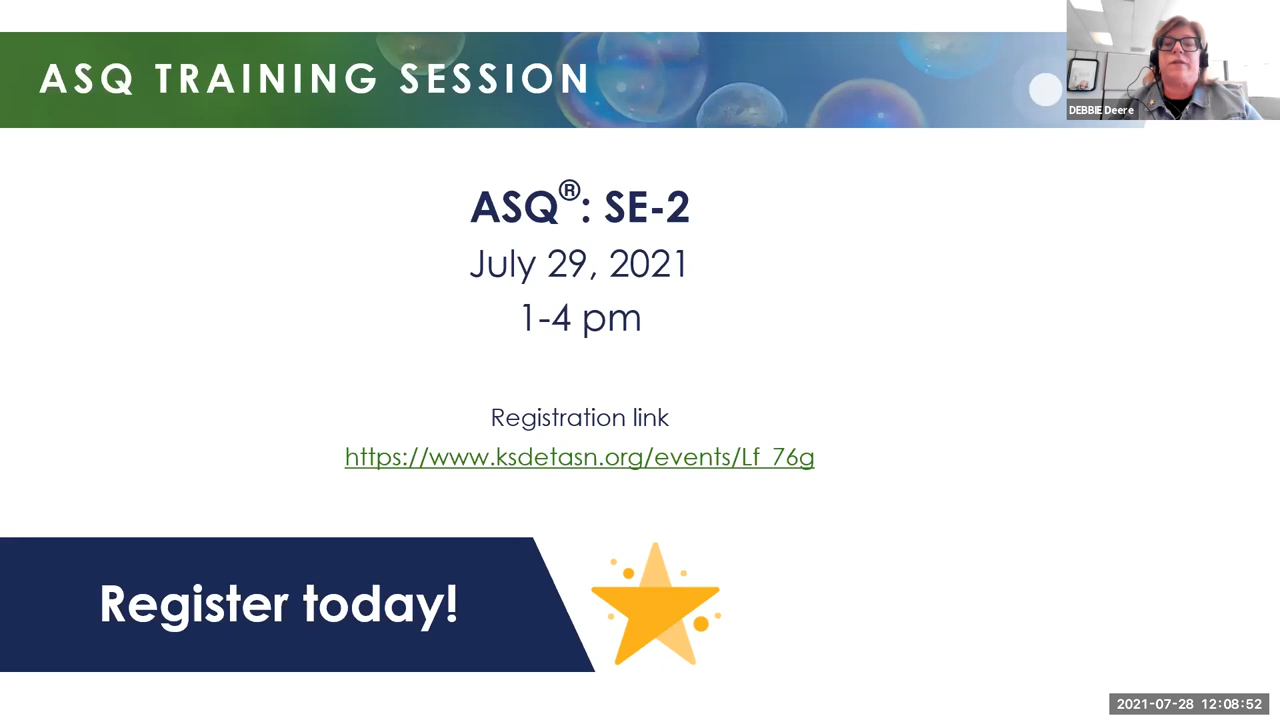 ASQ TRAINING SESSION
DEBBIE Deere
ASQ®: SE-2
July 29, 2021
1-4 pm
Registration link
https://www.ksdetasn.org/events/Lf_76g
Register today!
2021-07-28 12:08:52